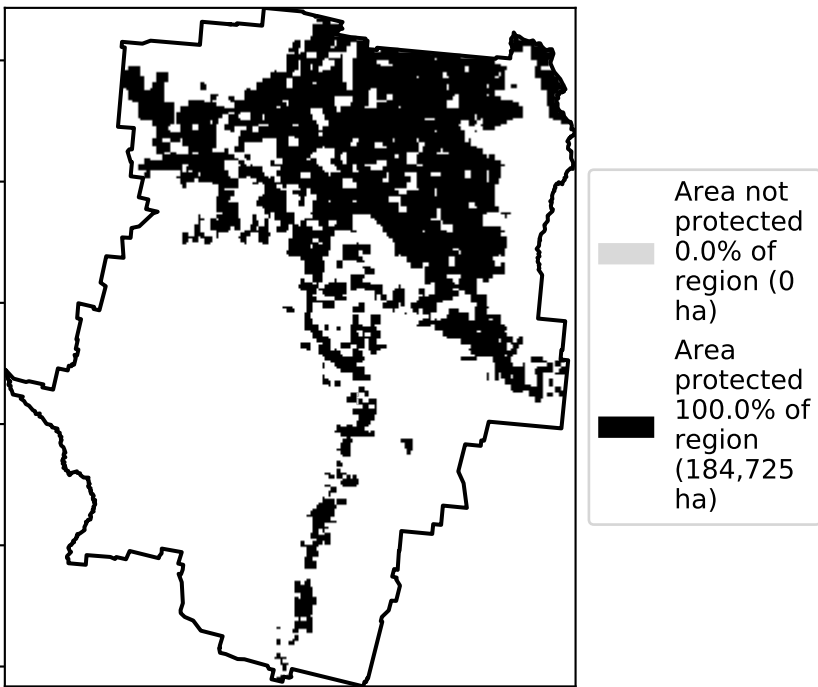 Area not
protected
0.0% of
region (0
ha)
Area
protected
100.0% of
region
(184,725
ha)